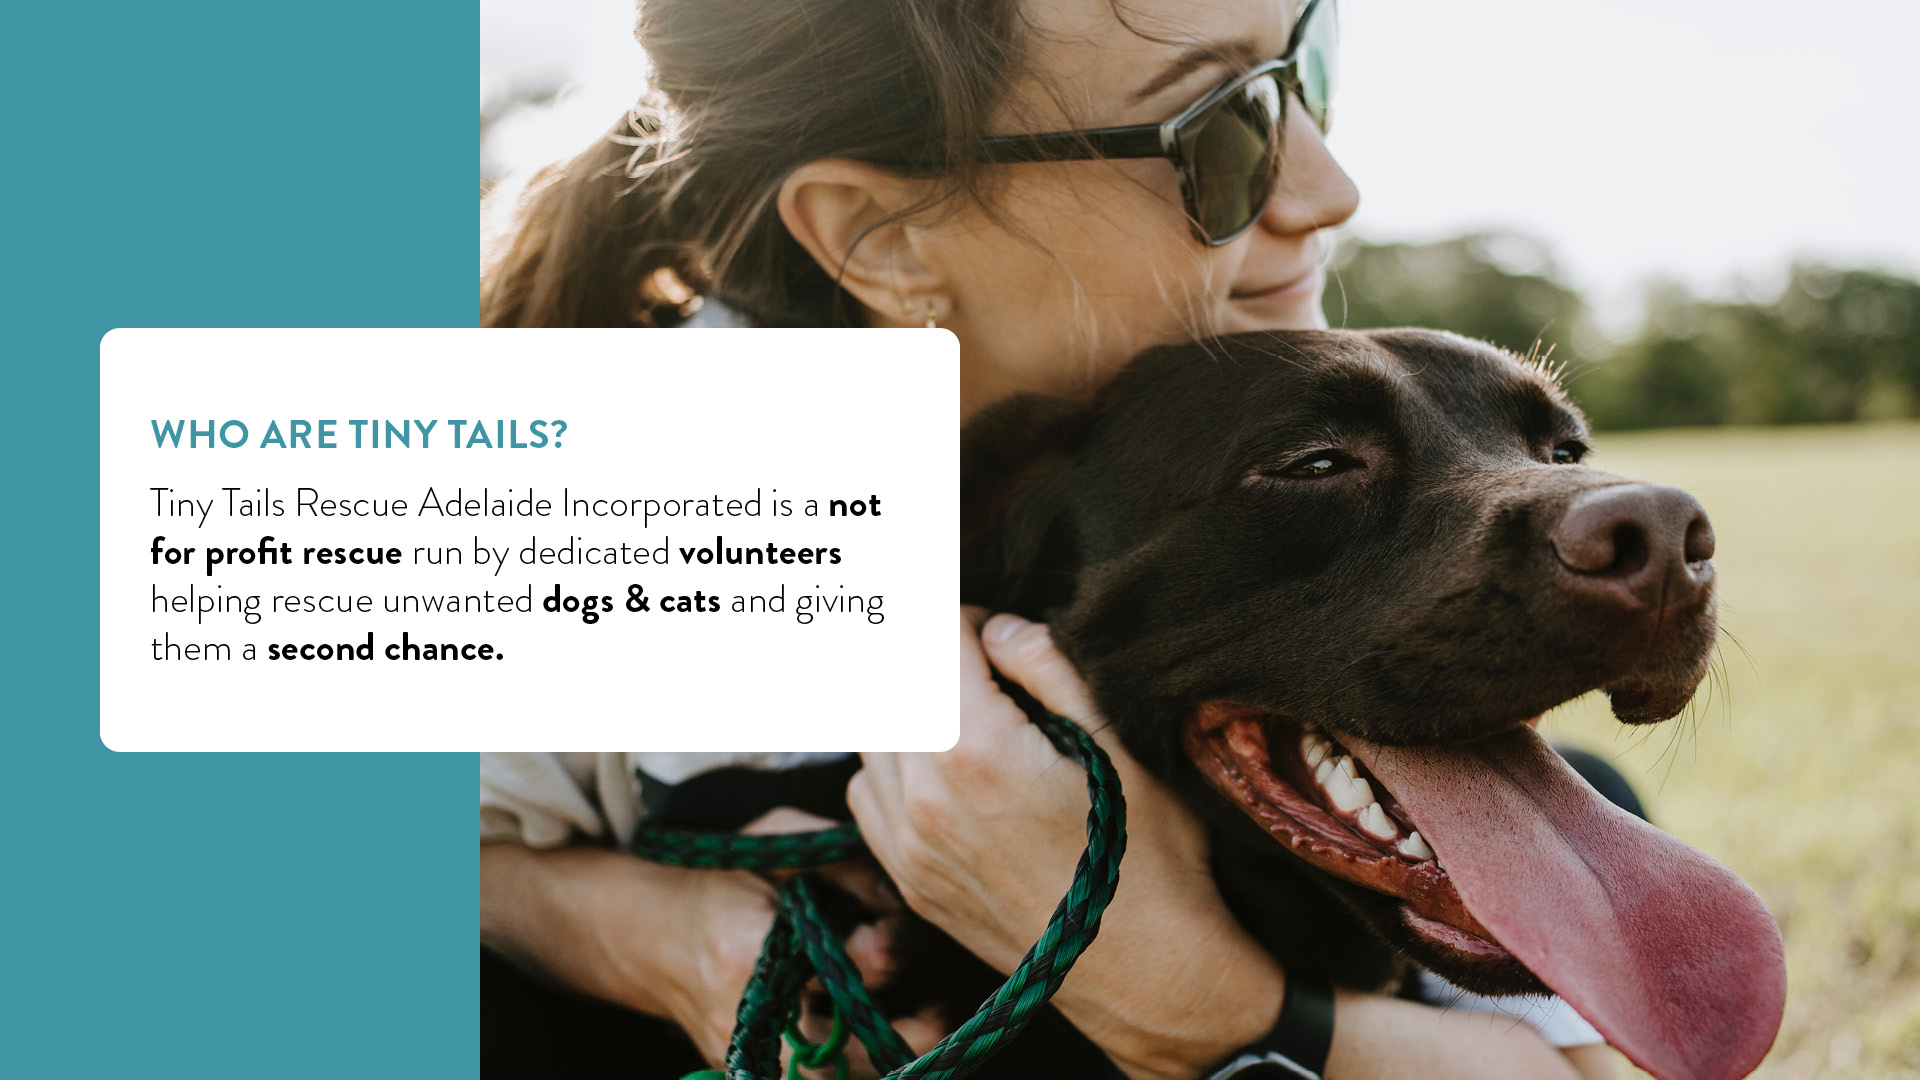 WHO ARE TINY TAILS?
Tiny Tails Rescue Adelaide Incorporated is a not
for profit rescue run by dedicated volunteers
helping rescue unwanted dogs & cats and giving
them a second chance.